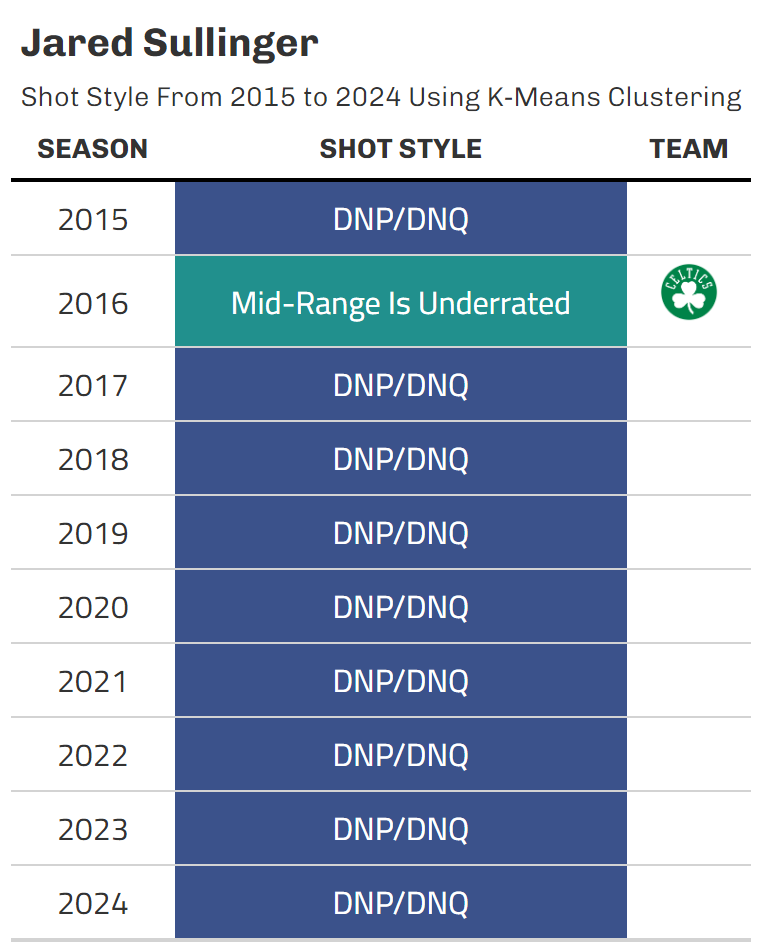 Jared Sullinger
Shot Style From 2015 to 2024 Using K-Means Clustering
SEASON SHOT STYLE TEAM
2015 DNP/DNQ
2016 Mid-Range Is Underrated CELTICS
2017 DNP/DNQ
2018 DNP/DNQ
2019 DNP/DNQ
2020 DNP/DNQ
2021 DNP/DNQ
2022 DNP/DNQ
2023 DNP/DNQ
2024 DNP/DNQ